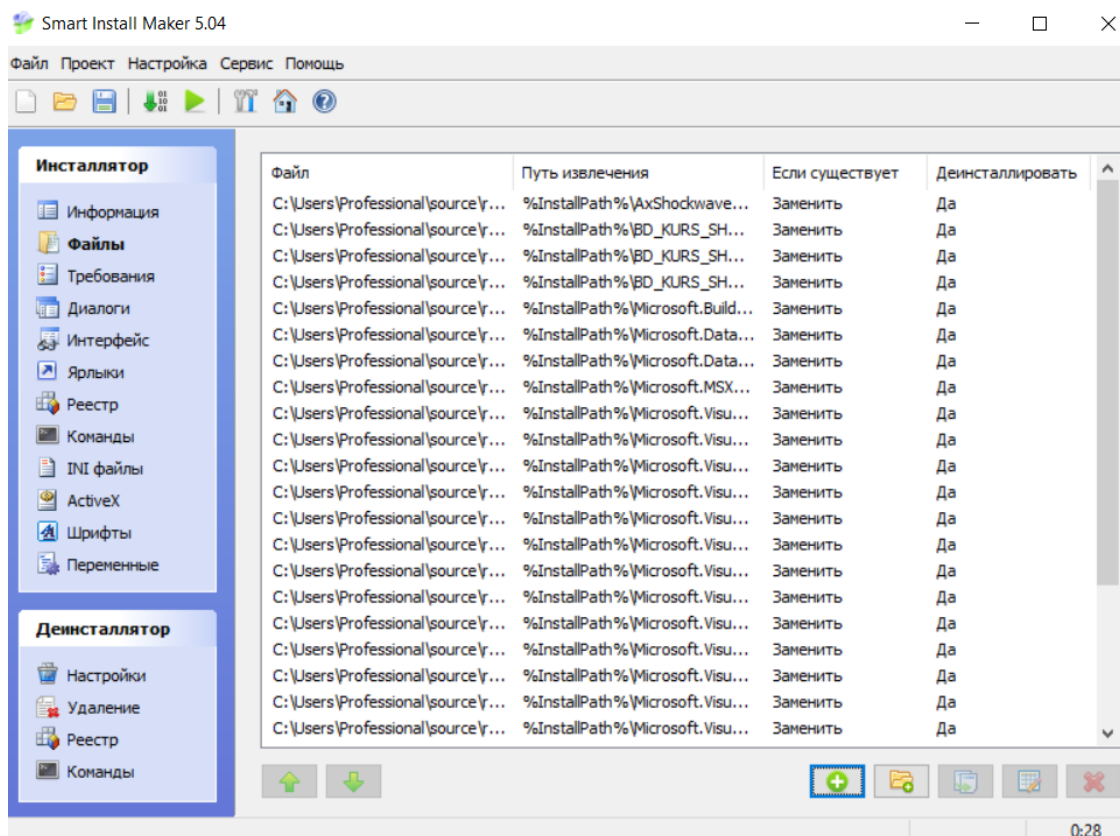 Smart Install Maker 5.04
Файл Проект Настройка Сервис Помощь
Инсталлятор
Информация
Файлы
Требования
Диалоги
Интерфейс
Ярлыки
Реестр
Команды
INI файлы
ActiveX
Шрифты
Переменные
Деинсталлятор
Настройки
Удаление
Реестр
Команды
Файл Путь извлечения Если существует Деинсталлировать
C:\Users\Professional\source\r... %InstallPath%\AxShockwave... Заменить Да
C:\Users\Professional\source\r... %InstallPath%\BD_KURS_SH... Заменить Да
C:\Users\Professional\source\r... %InstallPath%\BD_KURS_SH... Заменить Да
C:\Users\Professional\source\r... %InstallPath%\BD_KURS_SH... Заменить Да
C:\Users\Professional\source\r... %InstallPath%\Microsoft.Build... Заменить Да
C:\Users\Professional\source\r... %InstallPath%\Microsoft.Data... Заменить Да
C:\Users\Professional\source\r... %InstallPath%\Microsoft.Data... Заменить Да
C:\Users\Professional\source\r... %InstallPath%\Microsoft.MSX... Заменить Да
C:\Users\Professional\source\r... %InstallPath%\Microsoft.Visu... Заменить Да
C:\Users\Professional\source\r... %InstallPath%\Microsoft.Visu... Заменить Да
C:\Users\Professional\source\r... %InstallPath%\Microsoft.Visu... Заменить Да
C:\Users\Professional\source\r... %InstallPath%\Microsoft.Visu... Заменить Да
C:\Users\Professional\source\r... %InstallPath%\Microsoft.Visu... Заменить Да
C:\Users\Professional\source\r... %InstallPath%\Microsoft.Visu... Заменить Да
C:\Users\Professional\source\r... %InstallPath%\Microsoft.Visu... Заменить Да
C:\Users\Professional\source\r... %InstallPath%\Microsoft.Visu... Заменить Да
C:\Users\Professional\source\r... %InstallPath%\Microsoft.Visu... Заменить Да
C:\Users\Professional\source\r... %InstallPath%\Microsoft.Visu... Заменить Да
C:\Users\Professional\source\r... %InstallPath%\Microsoft.Visu... Заменить Да
C:\Users\Professional\source\r... %InstallPath%\Microsoft.Visu... Заменить Да
C:\Users\Professional\source\r... %InstallPath%\Microsoft.Visu... Заменить Да
0:28